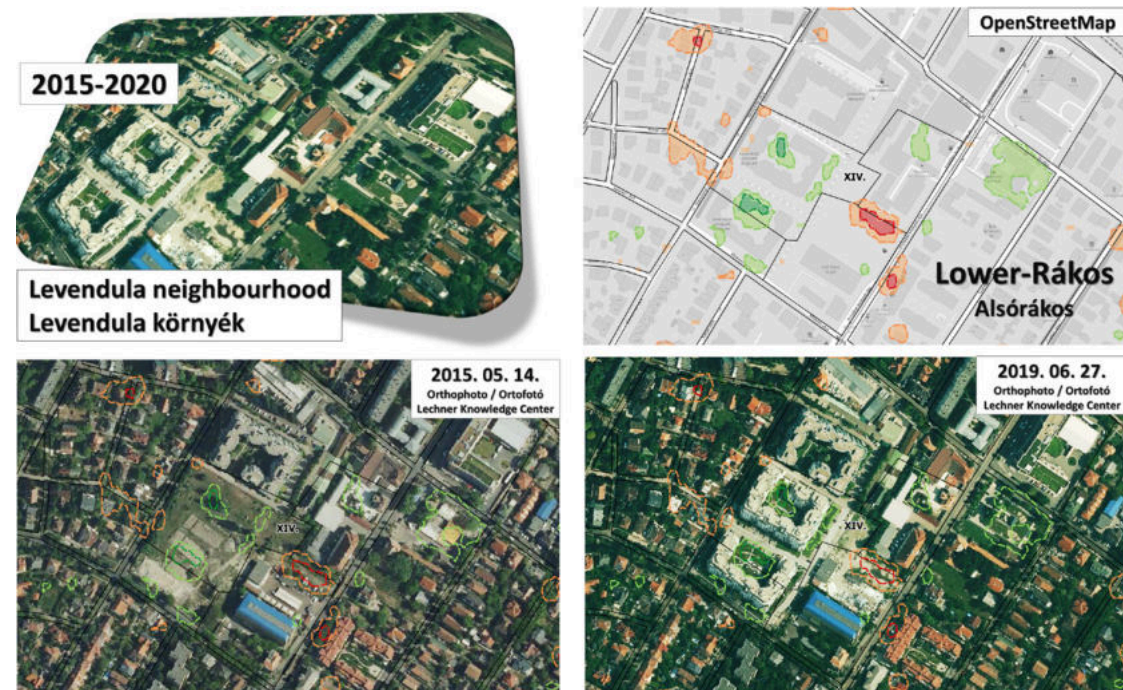 2015-2020
Levendula neighbourhood
Levendula környék
OpenStreetMap
XIV.
Lower-Rákos
Alsórákos
2015. 05. 14.
Orthophoto / Ortofotó
Lechner Knowledge Center
XIV.
2019. 06. 27.
Orthophoto / Ortofotó
Lechner Knowledge Center
XIV.